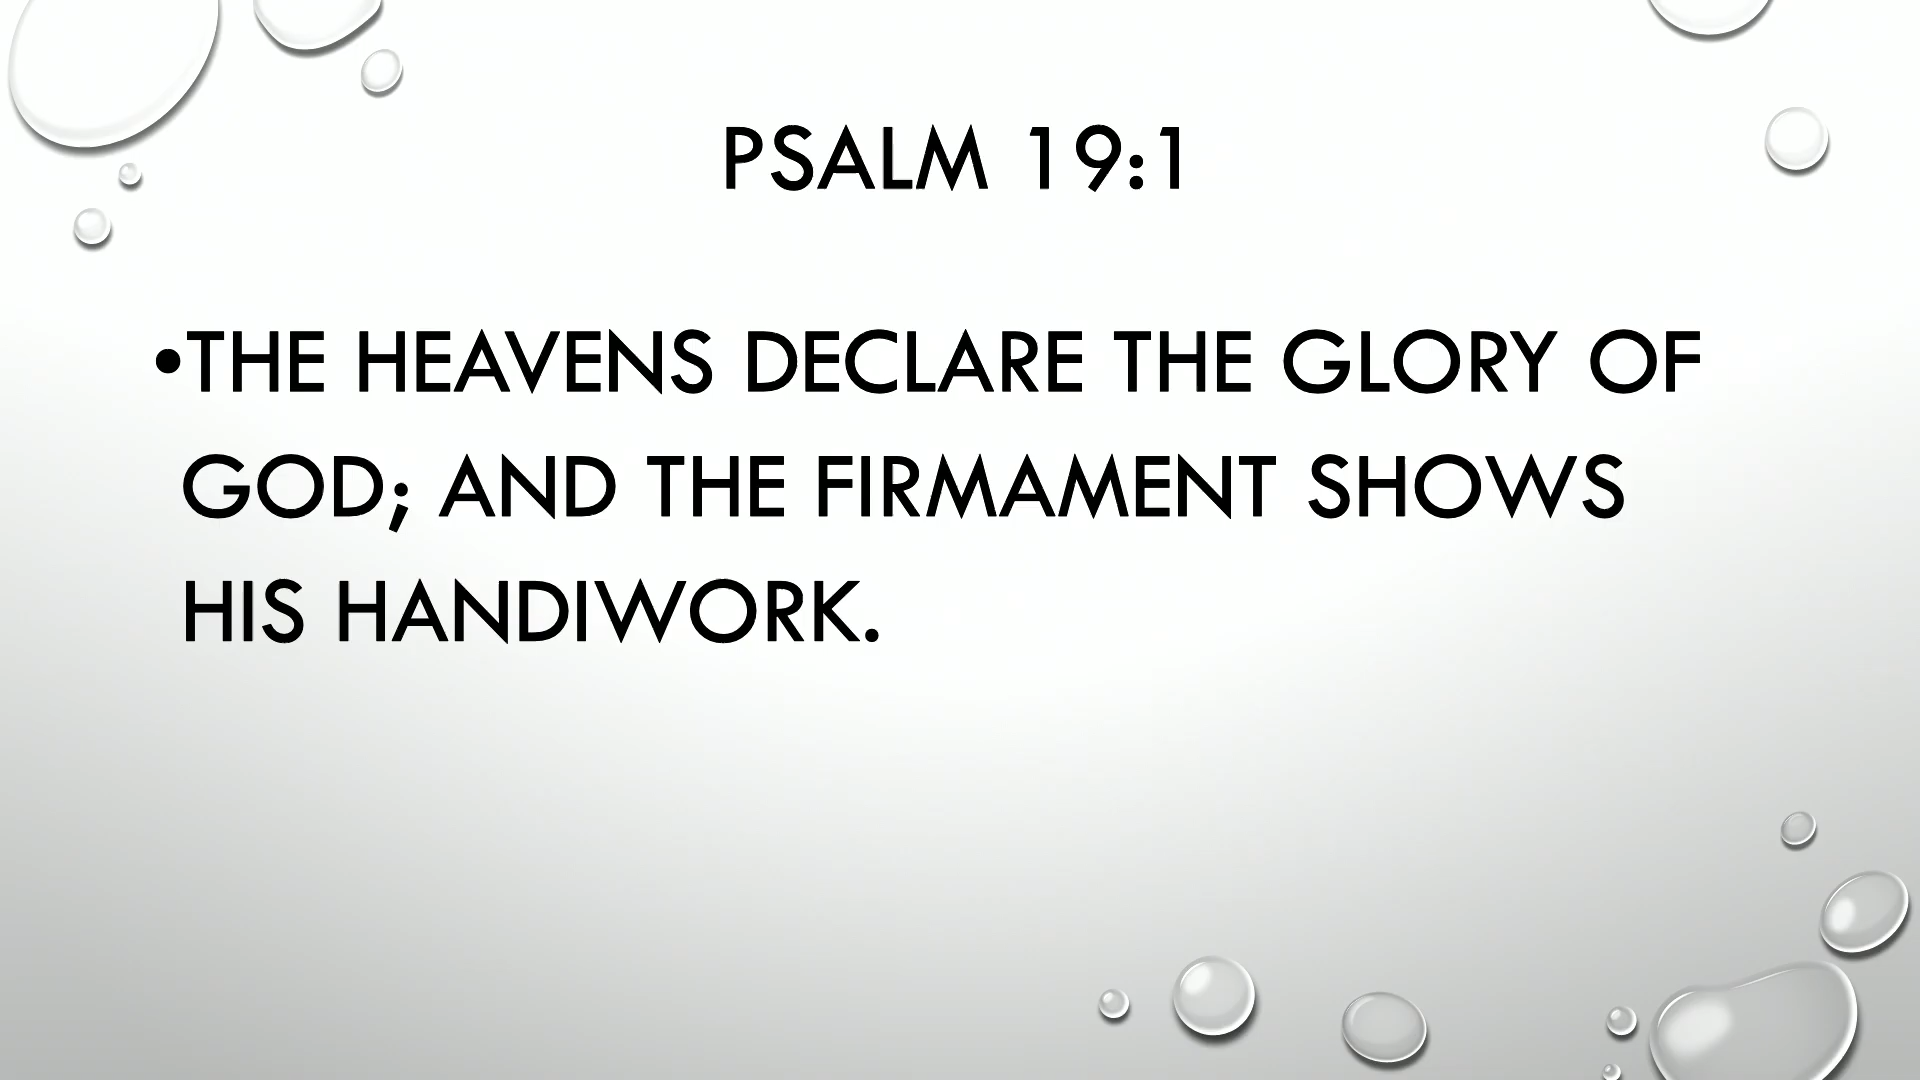 PSALM 19:1
•THE HEAVENS DECLARE THE GLORY OF
GOD; AND THE FIRMAMENT SHOWS
HIS HANDIWORK.